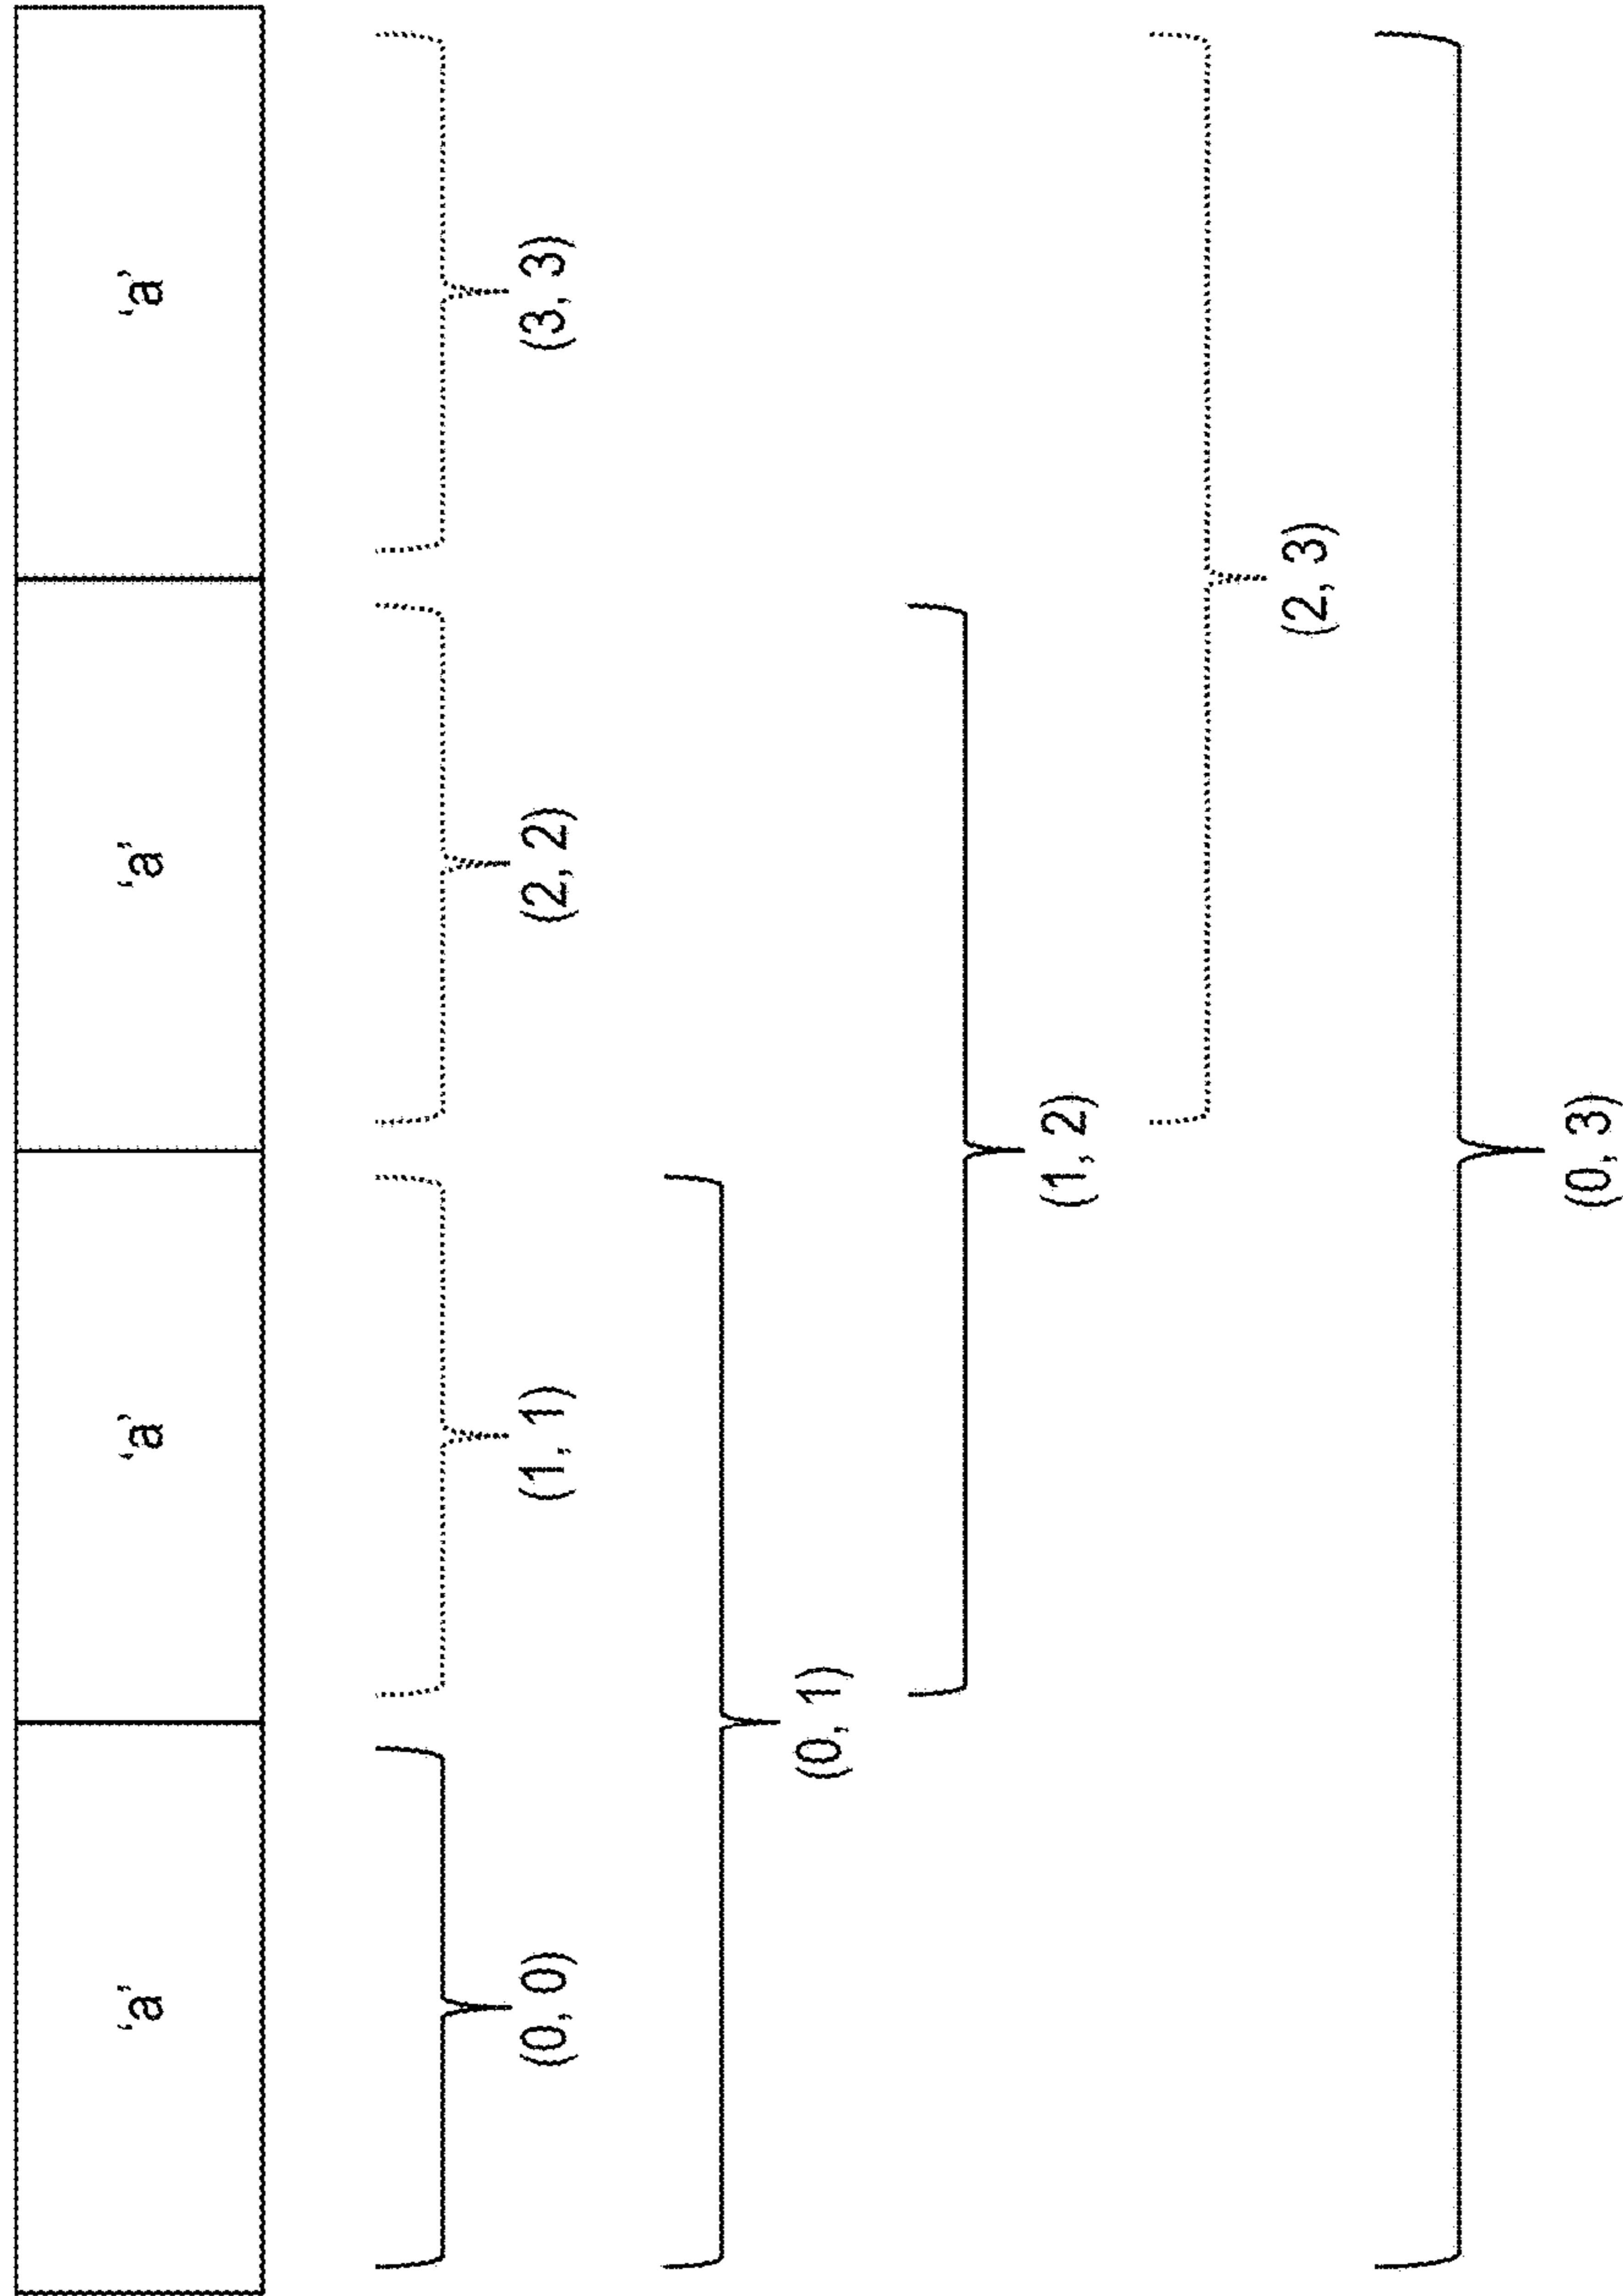 ‘a’ ‘a’ ‘a’ ‘a’
(0, 0) (1, 1) (2, 2) (3, 3)
(0, 1)
(1, 2)
(2, 3)
(0, 3)